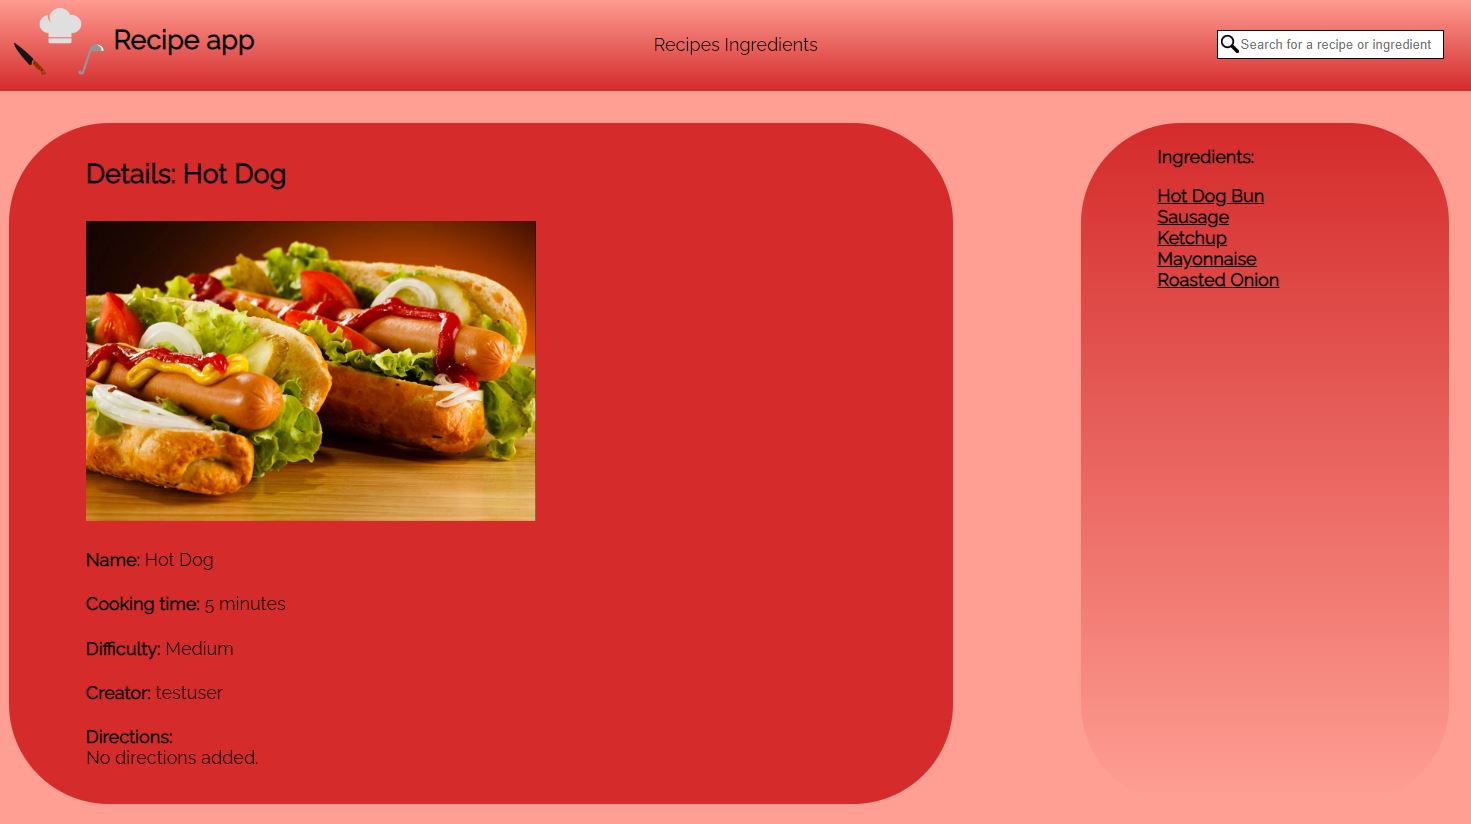 Recipe app
Recipes Ingredients
Search for a recipe or ingredient
Details: Hot Dog
Name: Hot Dog
Cooking time: 5 minutes
Difficulty: Medium
Creator: testuser
Directions:
No directions added.
Ingredients:
Hot Dog Bun
Sausage
Ketchup
Mayonnaise
Roasted Onion